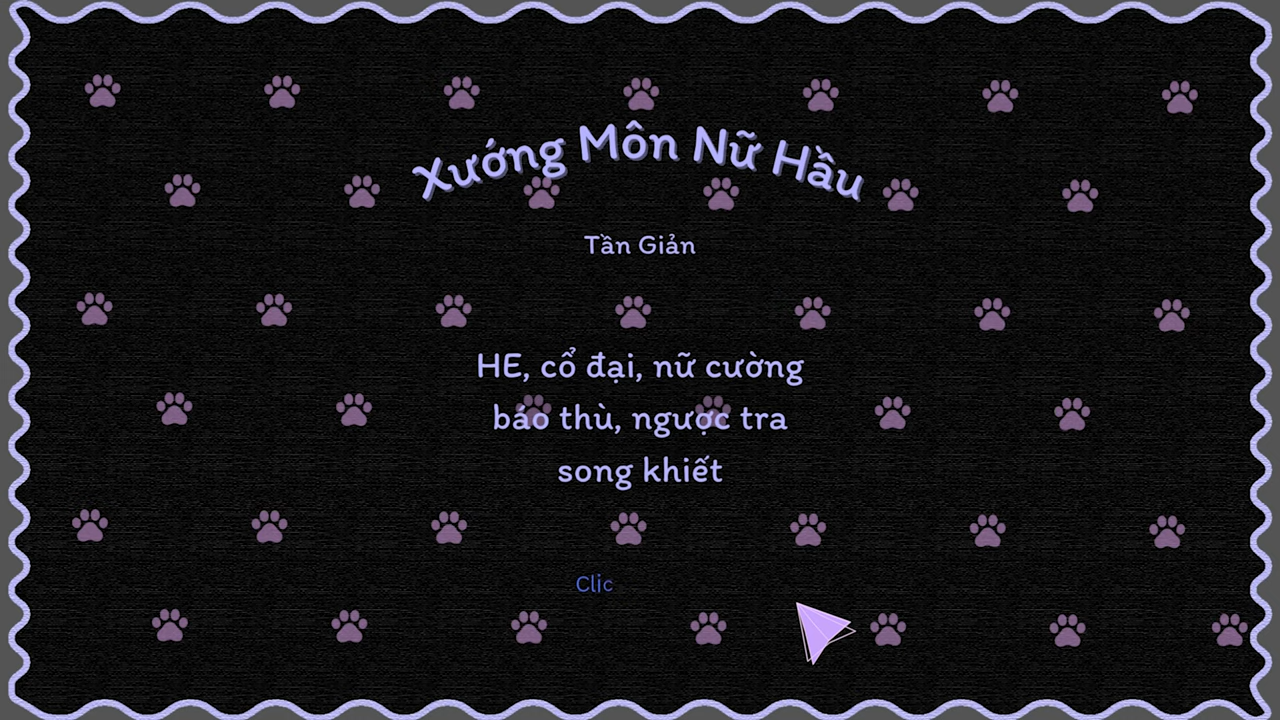 Xướng Môn Nữ Hầu
Tần Giản
HE, cổ đại, nữ cường
báo thù, ngược tra
song khiết
Clic